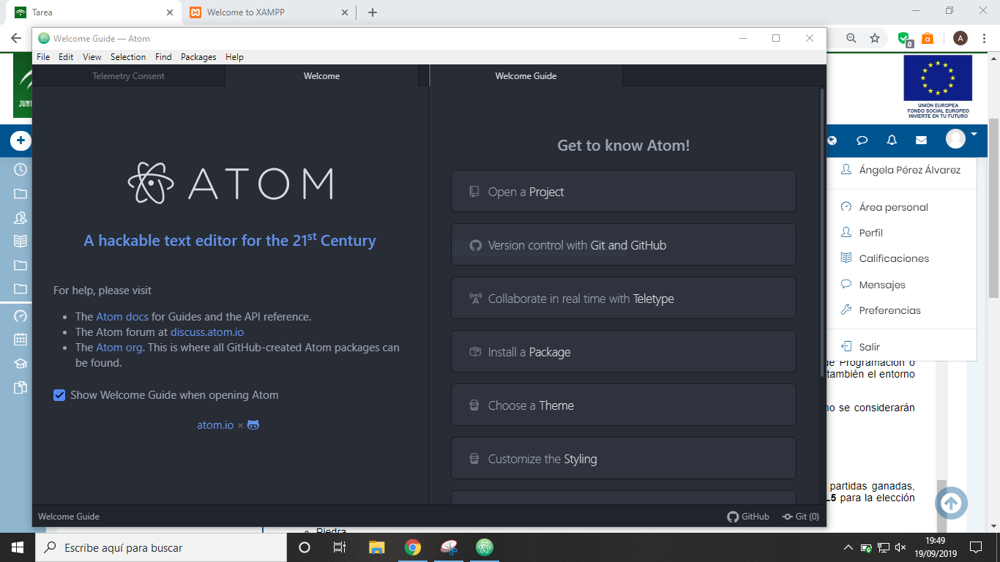 Tarea
Welcome to XAMPP
Welcome Guide — Atom
0
A
File Edit View Selection Find Packages Help
Telemetry Consent
Welcome
Welcome Guide
JUNT
UNIÓN EUROPEA
FONDO SOCIAL EUROPEO
INVIERTE EN TU FUTURO
ATOM
A hackable text editor for the 21st Century
For help, please visit
• The Atom docs for Guides and the API reference.
• The Atom forum at discuss.atom.io
• The Atom org. This is where all GitHub-created Atom packages can
be found.
Show Welcome Guide when opening Atom
atom.io ×
Get to know Atom!
Open a Project
Version control with Git and GitHub
Collaborate in real time with Teletype
Install a Package
Choose a Theme
Customize the Styling
Ángela Pérez Álvarez
Área personal
Perfil
Calificaciones
Mensajes
Preferencias
Salir
de Programación o
también el entorno
no se considerarán
partidas ganadas,
5 para la elección
Welcome Guide
GitHub
Git (0)
Piedra
Escribe aquí para buscar
19:49
19/09/2019